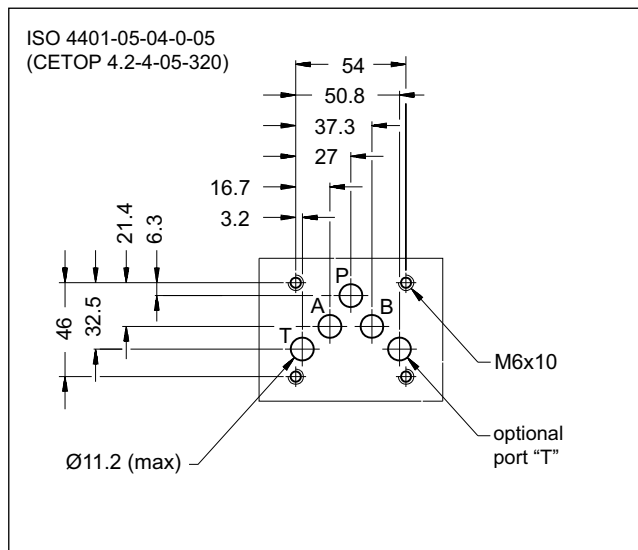 ISO 4401-05-04-0-05
(CETOP 4.2-4-05-320)
54
50.8
37.3
27
16.7
3.2
21.4
6.3
46
32.5
P
A
B
T
M6x10
Ø11.2 (max)
optional
port “T”